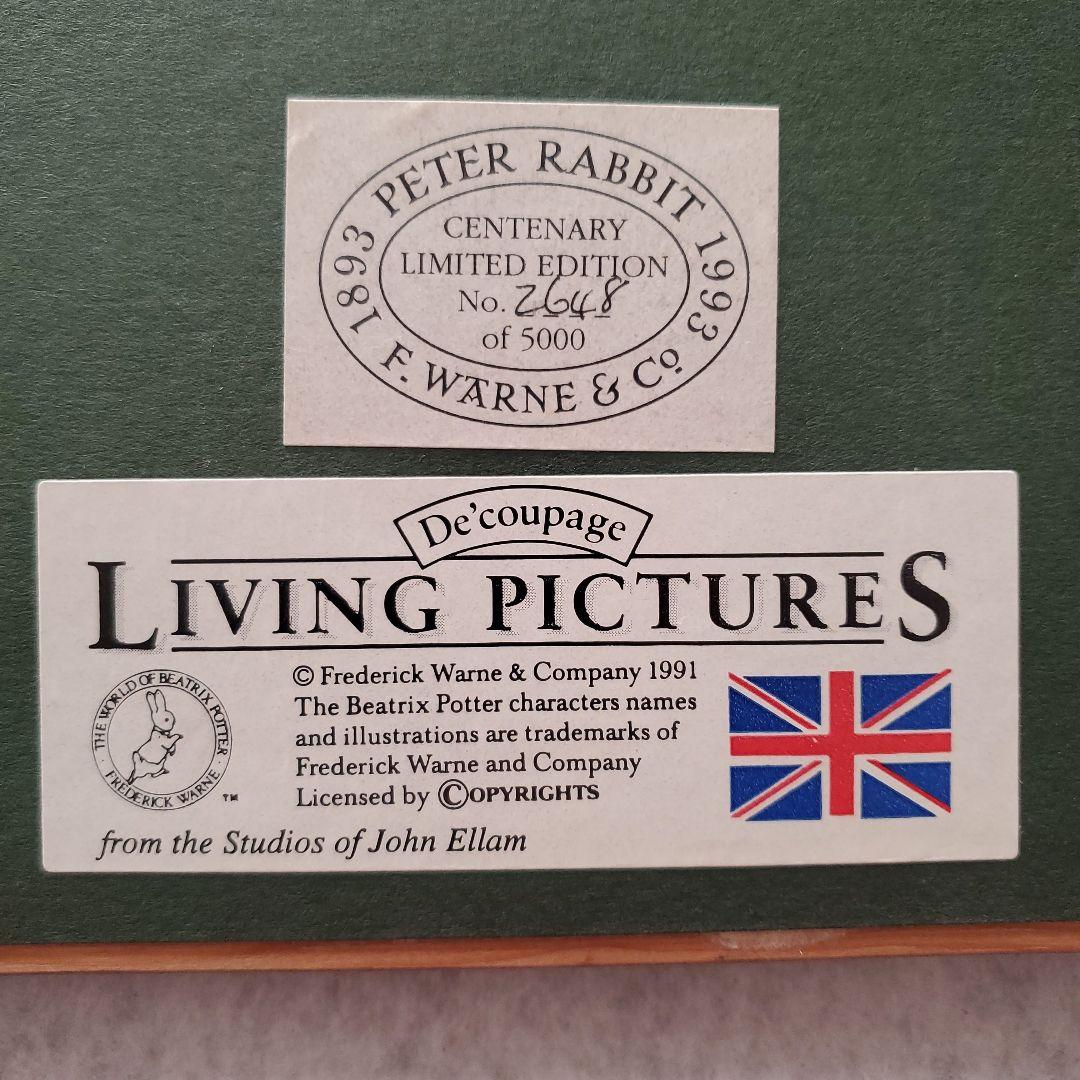 PETER RABBIT
1893
1993
CENTENARY
LIMITED EDITION
No. 2648
of 5000
F. WARNE & Co
De'coupage
LIVING PICTURES
THE WORLD OF BEATRIX POTTER
· FREDERICK WARNE ·
TM
© Frederick Warne & Company 1991
The Beatrix Potter characters names
and illustrations are trademarks of
Frederick Warne and Company
Licensed by ©OPYRIGHTS
from the Studios of John Ellam